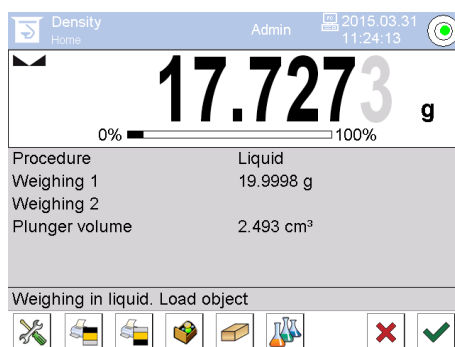 Density
Home
Admin
2015.03.31
11:24:13
17.7273 g
0% 100%
Procedure Liquid
Weighing 1 19.9998 g
Weighing 2
Plunger volume 2.493 cm³
Weighing in liquid. Load object